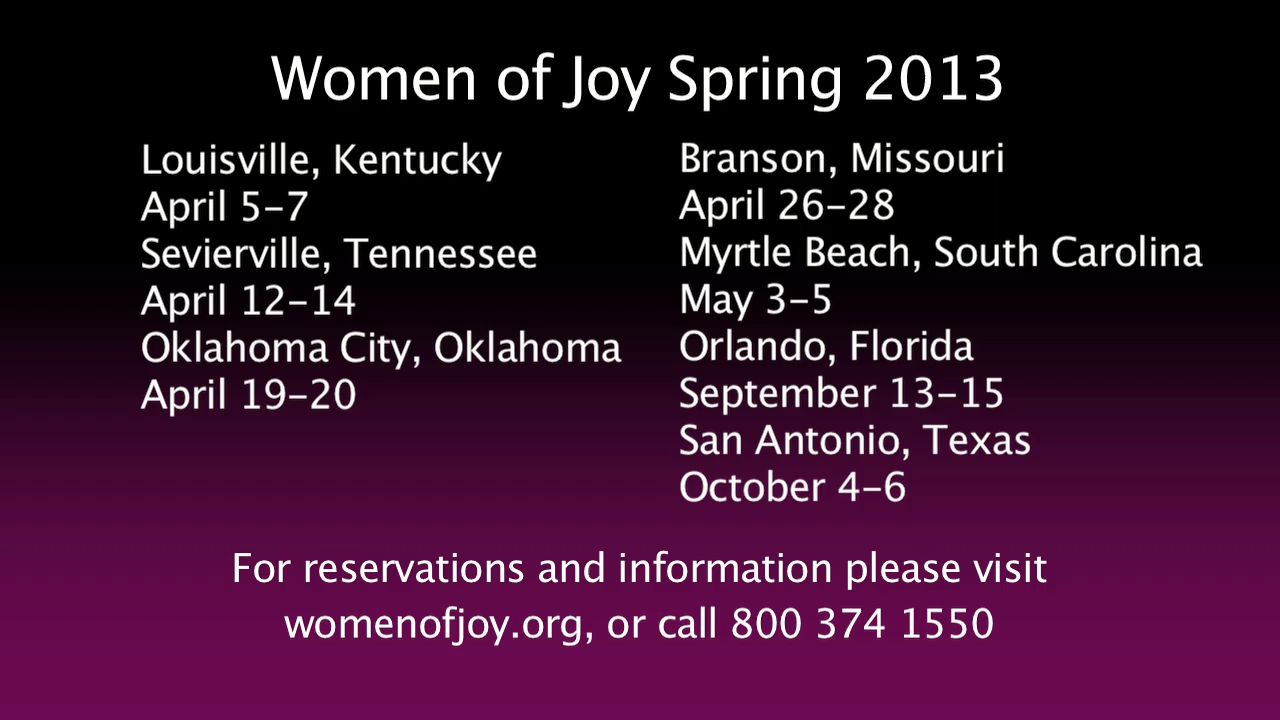 Women of Joy Spring 2013
Louisville, Kentucky
April 5-7
Sevierville, Tennessee
April 12-14
Oklahoma City, Oklahoma
April 19-20
Branson, Missouri
April 26-28
Myrtle Beach, South Carolina
May 3-5
Orlando, Florida
September 13-15
San Antonio, Texas
October 4-6
For reservations and information please visit
womenofjoy.org, or call 800 374 1550